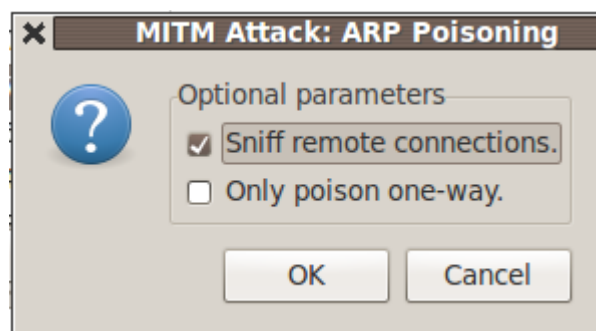 MITM Attack: ARP Poisoning
Optional parameters
Sniff remote connections.
Only poison one-way.
OK Cancel